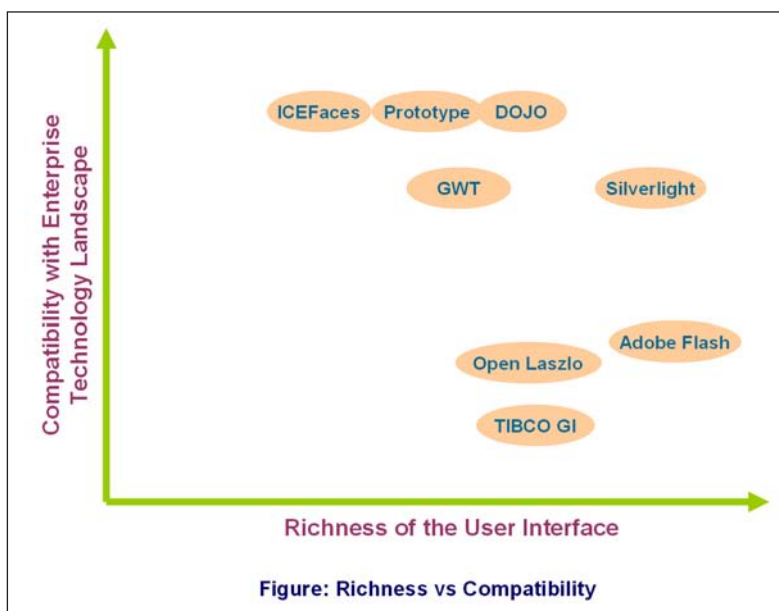 Compatibility with Enterprise
Technology Landscape
ICEFaces
Prototype
DOJO
GWT
Silverlight
Adobe Flash
Open Laszlo
TIBCO GI
Richness of the User Interface
Figure: Richness vs Compatibility